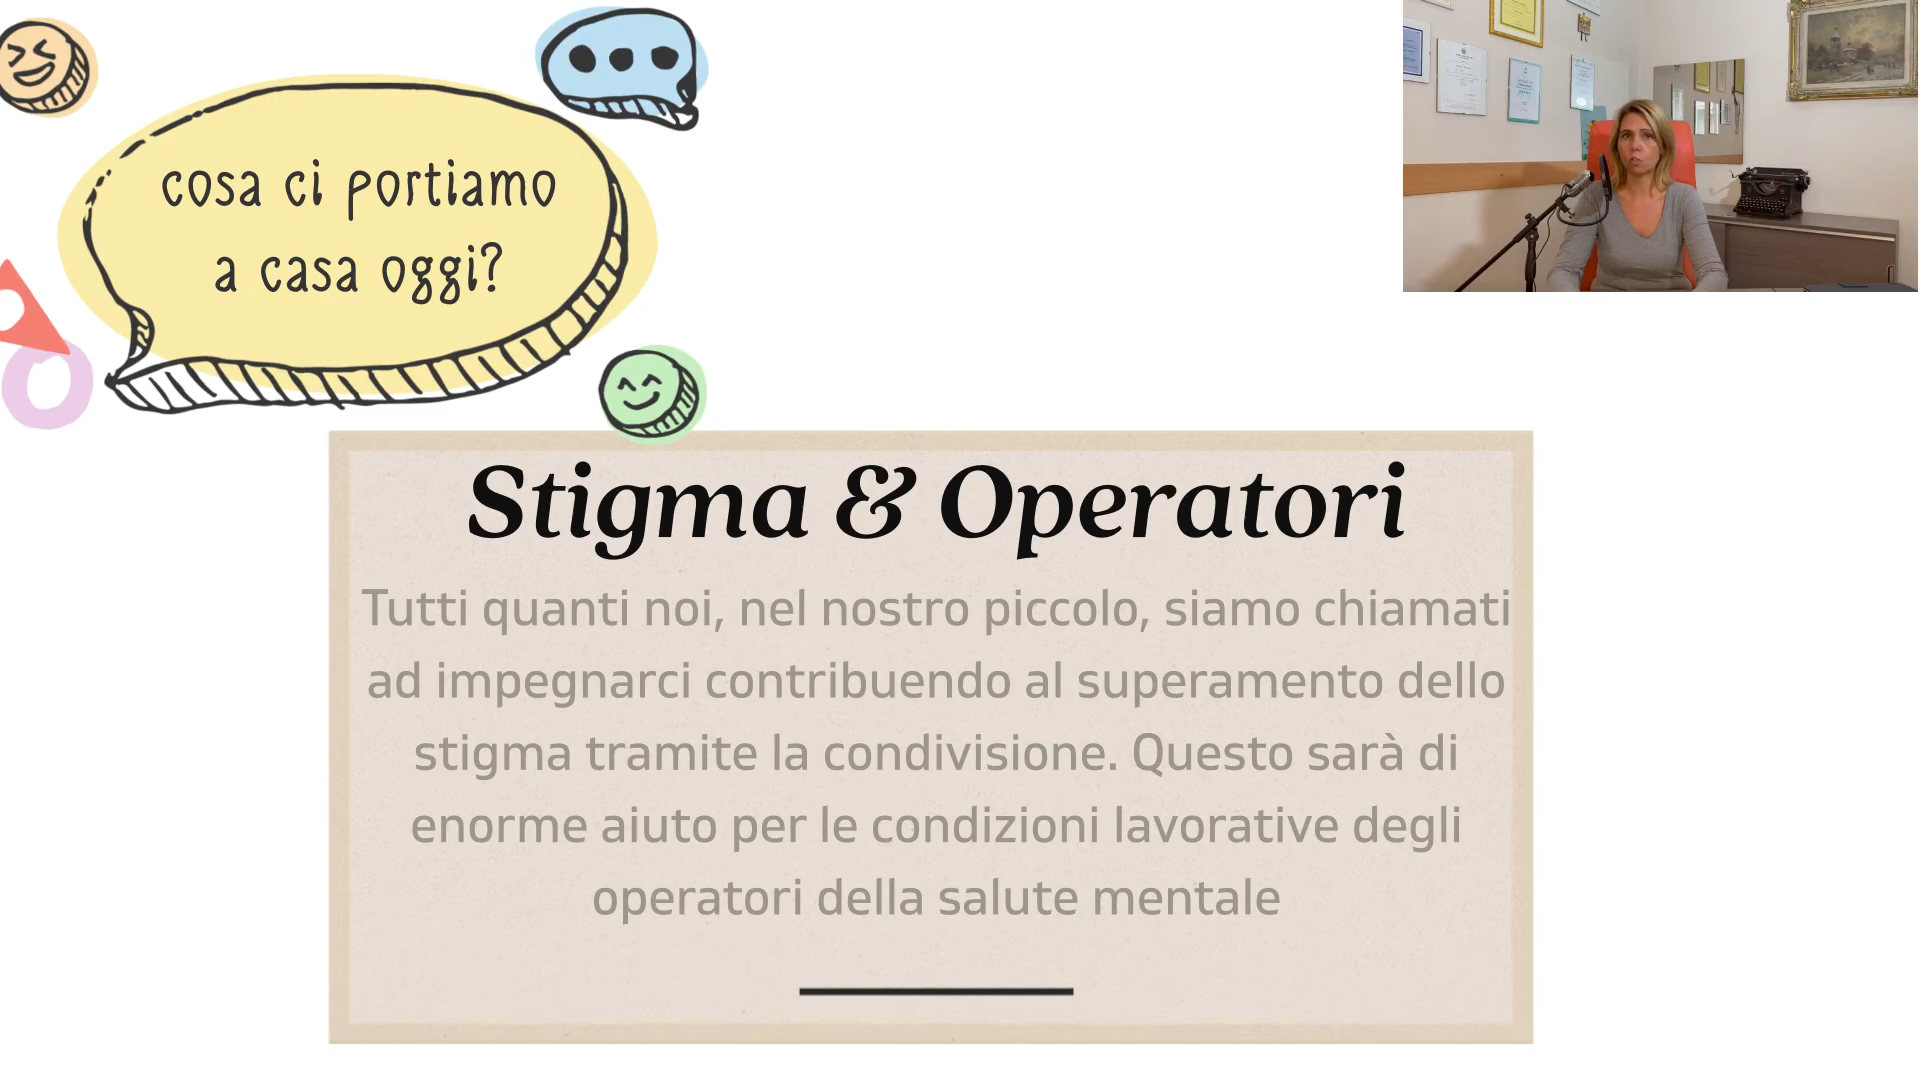 cosa ci portiamo
a casa oggi?
Stigma & Operatori
Tutti quanti noi, nel nostro piccolo, siamo chiamati
ad impegnarci contribuendo al superamento dello
stigma tramite la condivisione. Questo sarà di
enorme aiuto per le condizioni lavorative degli
operatori della salute mentale